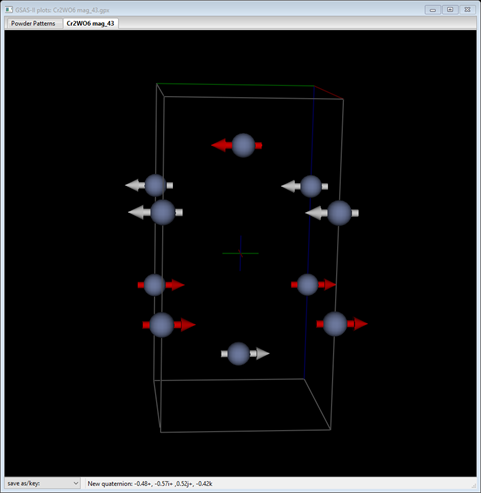 GSAS-II plots: Cr2WO6 mag_43.gpx
Powder Patterns Cr2WO6 mag_43
save as/key: New quaternion: -0.48+, -0.57i+ ,0.52j+, -0.42k